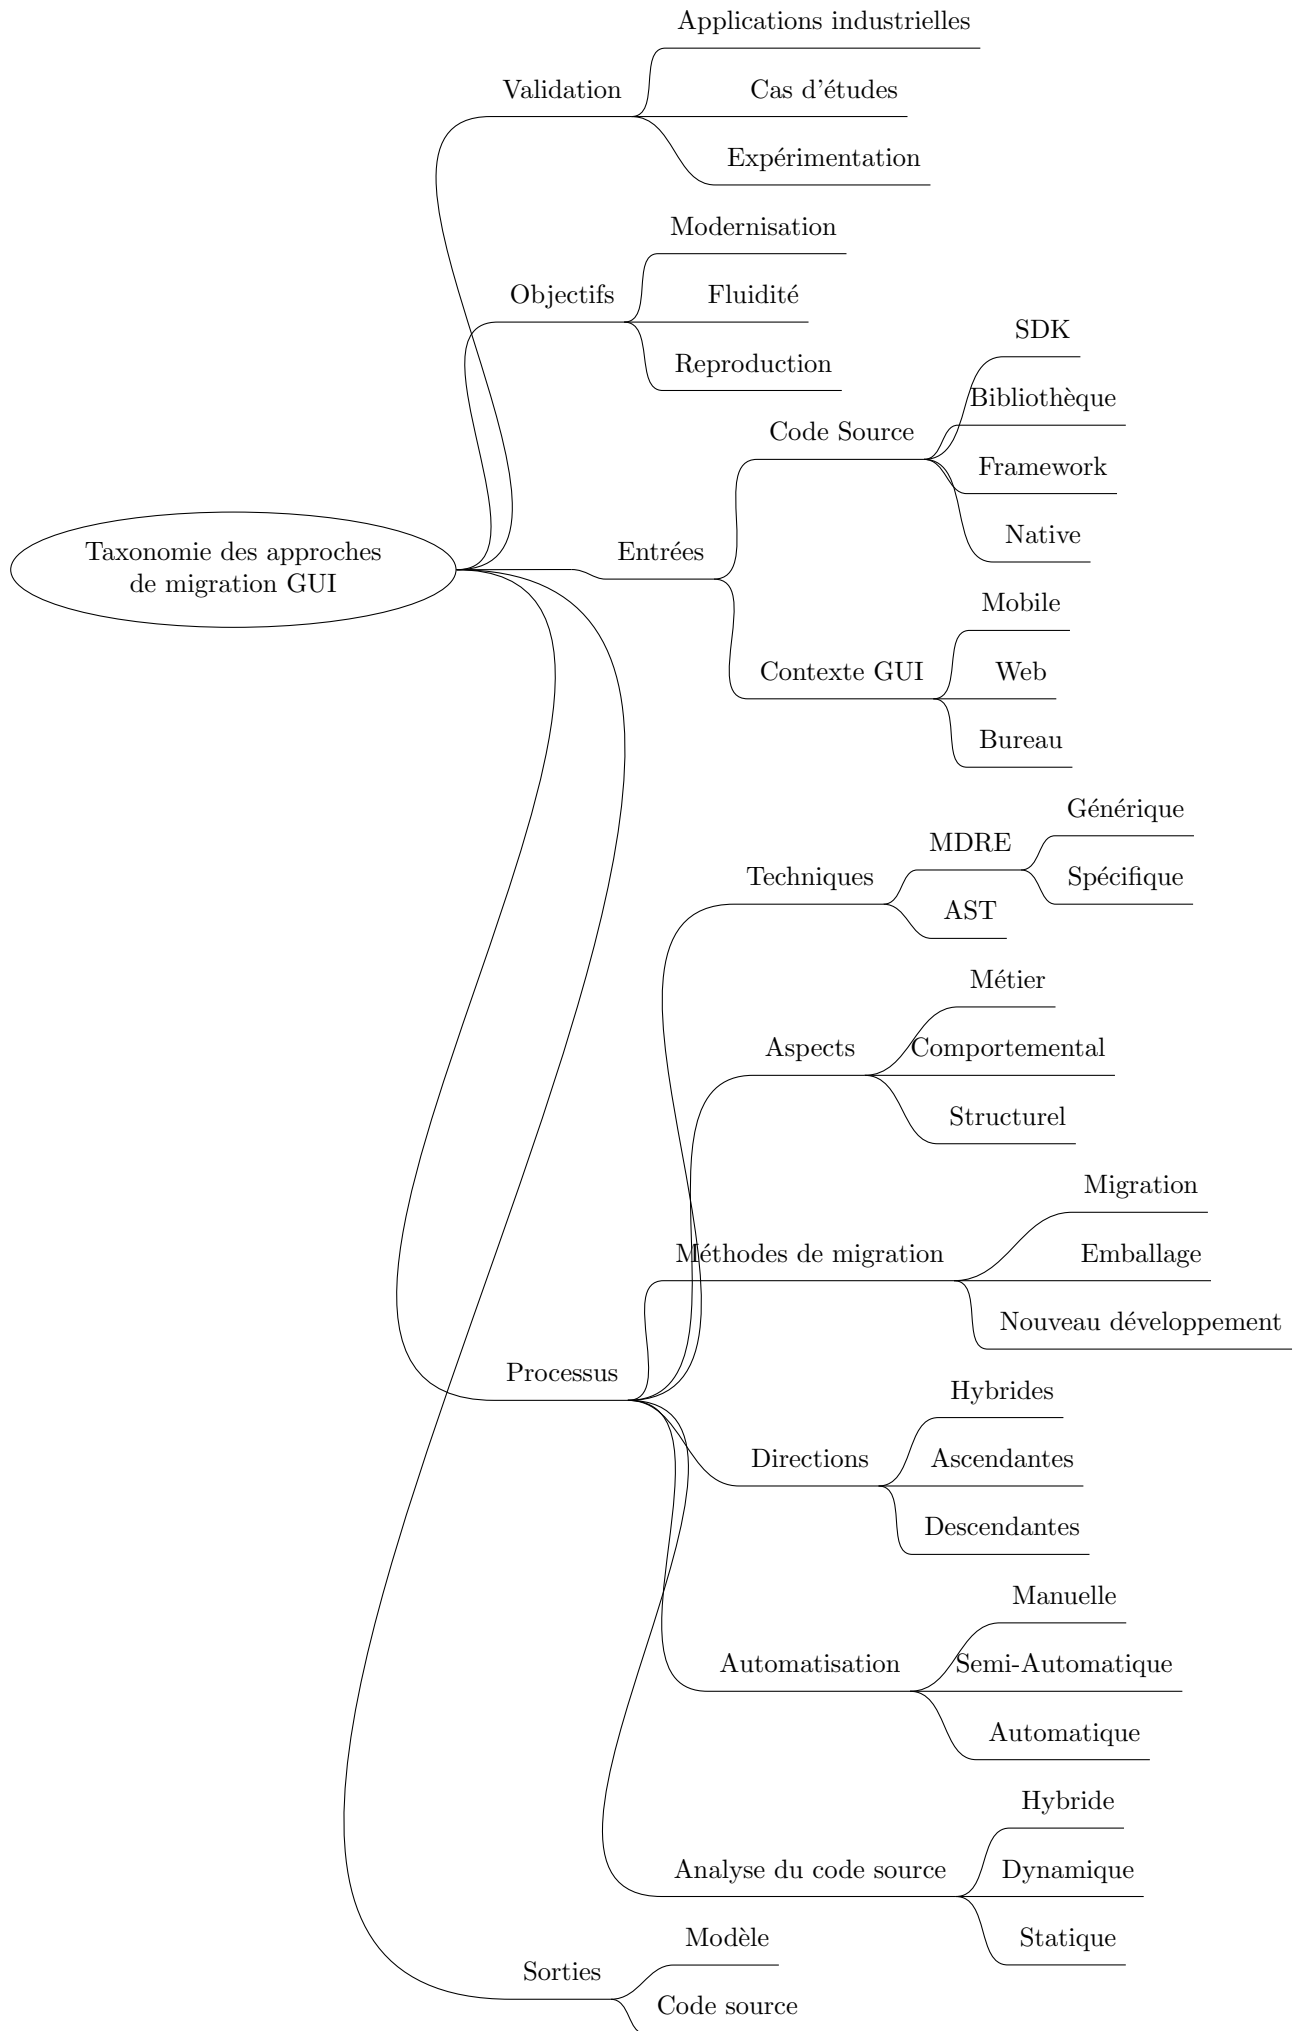 Applications industrielles
Validation
Cas d'études
Expérimentation
Modernisation
Objectifs
Fluidité
Reproduction
SDK
Bibliothèque
Code Source
Framework
Native
Entrées
Taxonomie des approches
de migration GUI
Mobile
Contexte GUI
Web
Bureau
Générique
MDRE
Techniques
Spécifique
AST
Métier
Aspects
Comportemental
Structurel
Migration
Méthodes de migration
Emballage
Nouveau développement
Processus
Hybrides
Directions
Ascendantes
Descendantes
Manuelle
Automatisation
Semi-Automatique
Automatique
Hybride
Analyse du code source
Dynamique
Statique
Modèle
Sorties
Code source